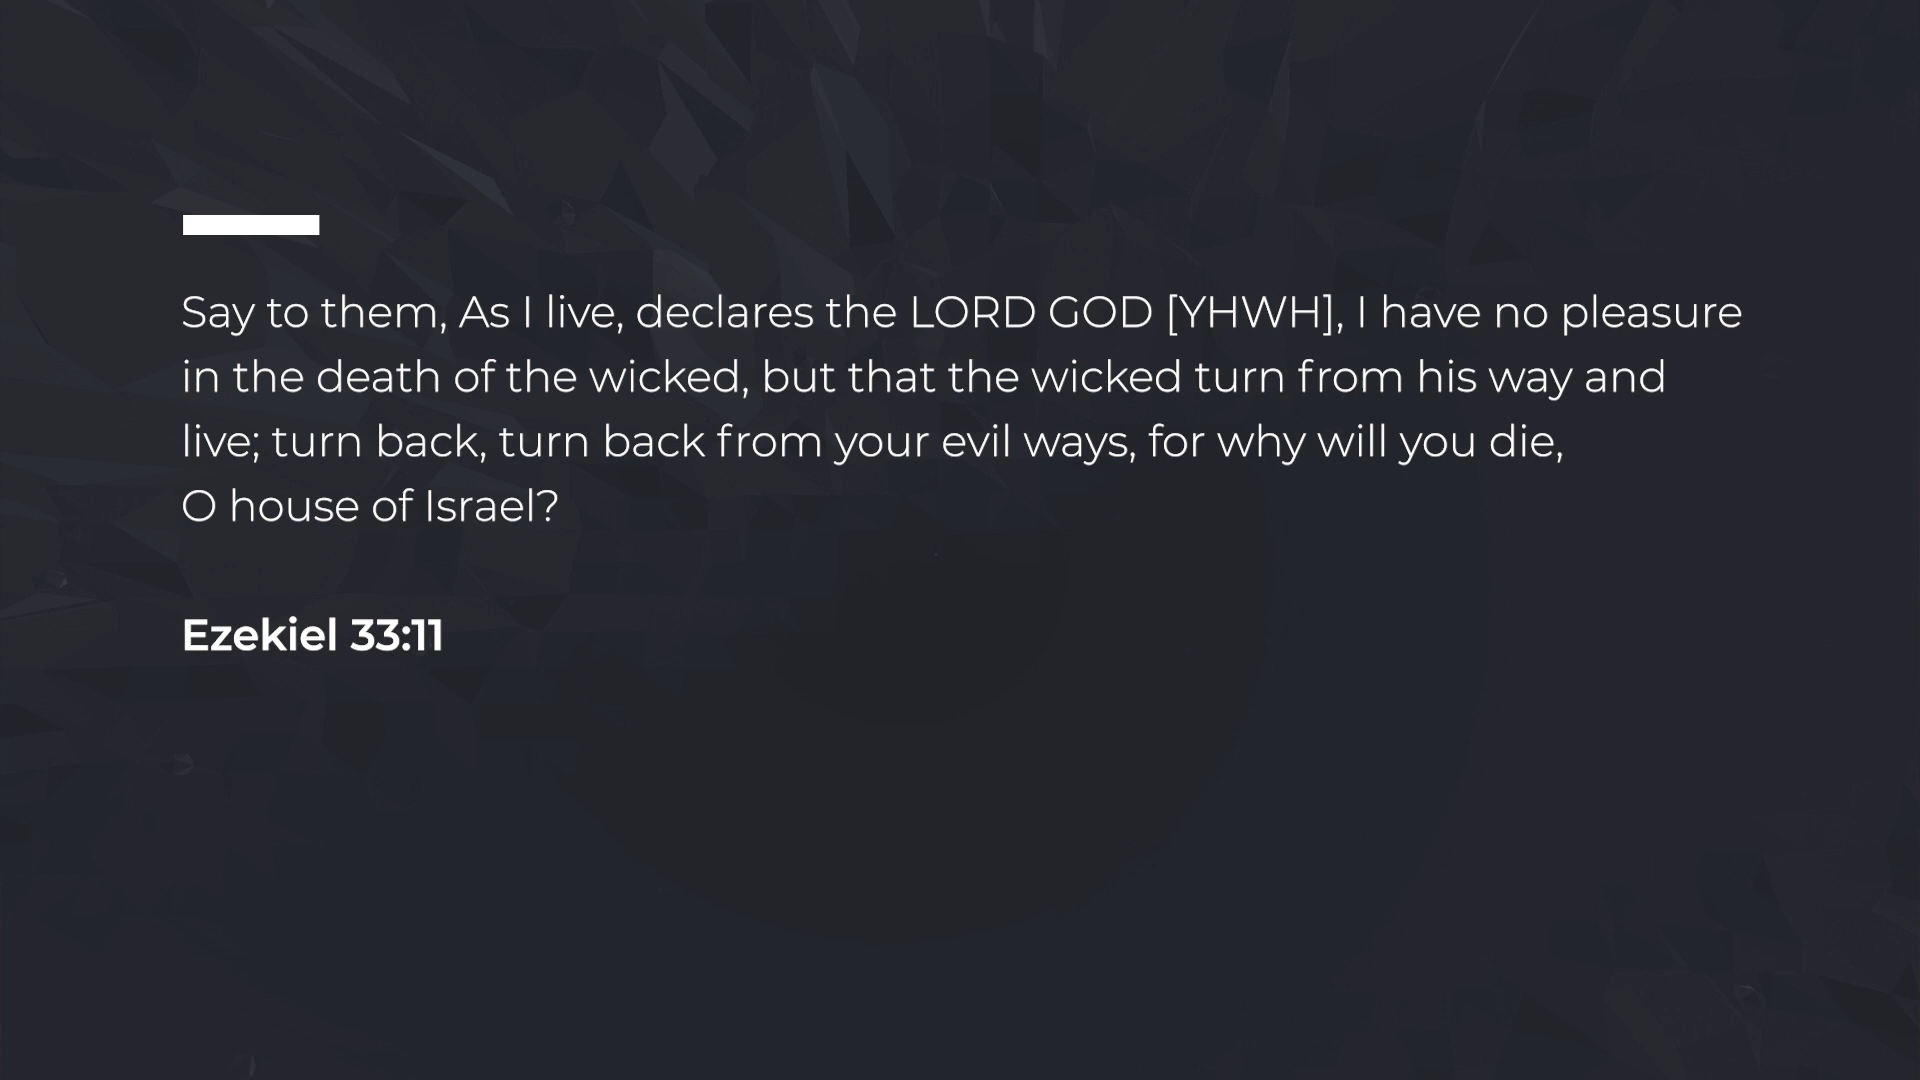 Say to them, As I live, declares the LORD GOD [YHWH], I have no pleasure
in the death of the wicked, but that the wicked turn from his way and
live; turn back, turn back from your evil ways, for why will you die,
O house of Israel?
Ezekiel 33:11